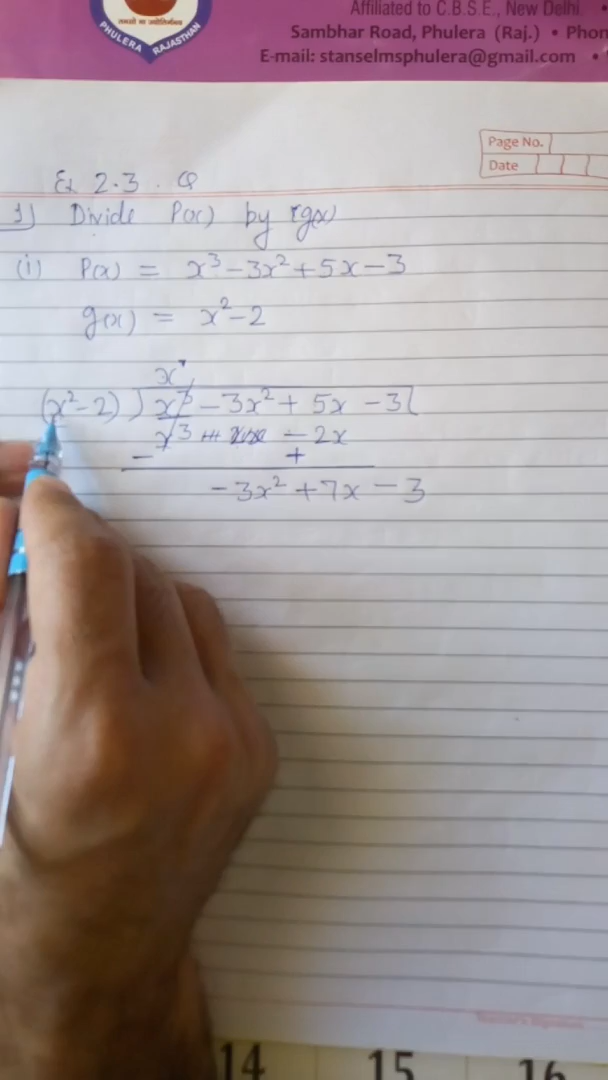 Affiliated to C.B.S.E., New Delhi.
Sambhar Road, Phulera (Raj.) • Phon
E-mail: stanselmsphulera@gmail.com •
PHULERA RAJASTHAN
Page No.
Date
Ex 2.3 . Q
1) Divide P(x) by g(x)
(i) P(x) = x³ - 3x² + 5x - 3
g(x) = x² - 2
x
(x² - 2) ) x³ - 3x² + 5x - 3
x³ - 2x
- +
- 3x² + 7x - 3
14 15 16